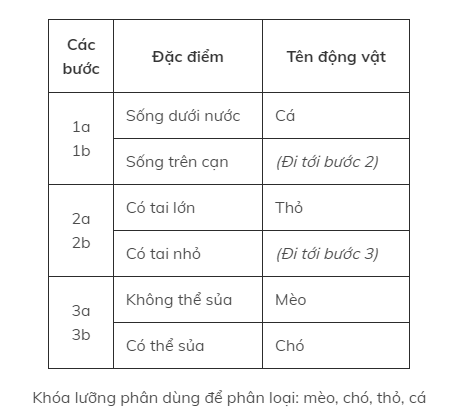 Các bước Đặc điểm Tên động vật
1a Sống dưới nước Cá
1b Sống trên cạn (Đi tới bước 2)
2a Có tai lớn Thỏ
2b Có tai nhỏ (Đi tới bước 3)
3a Không thể sủa Mèo
3b Có thể sủa Chó
Khóa lưỡng phân dùng để phân loại: mèo, chó, thỏ, cá